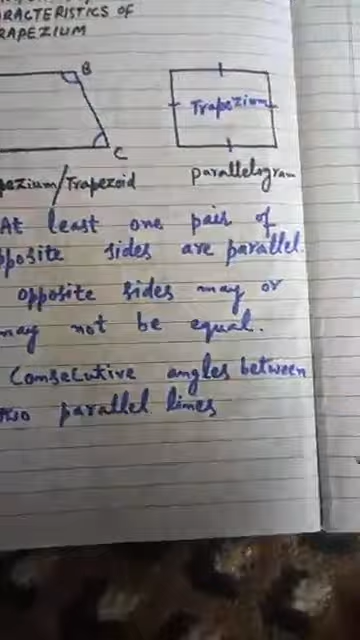 ARACTERISTICS OF
RAPEZIUM
B
C
Trapezium
pezium/Trapezoid
parallelogram
At least one pair of
pposite sides are parallel.
opposite sides may or
may not be equal.
Consecutive angles between
two parallel lines